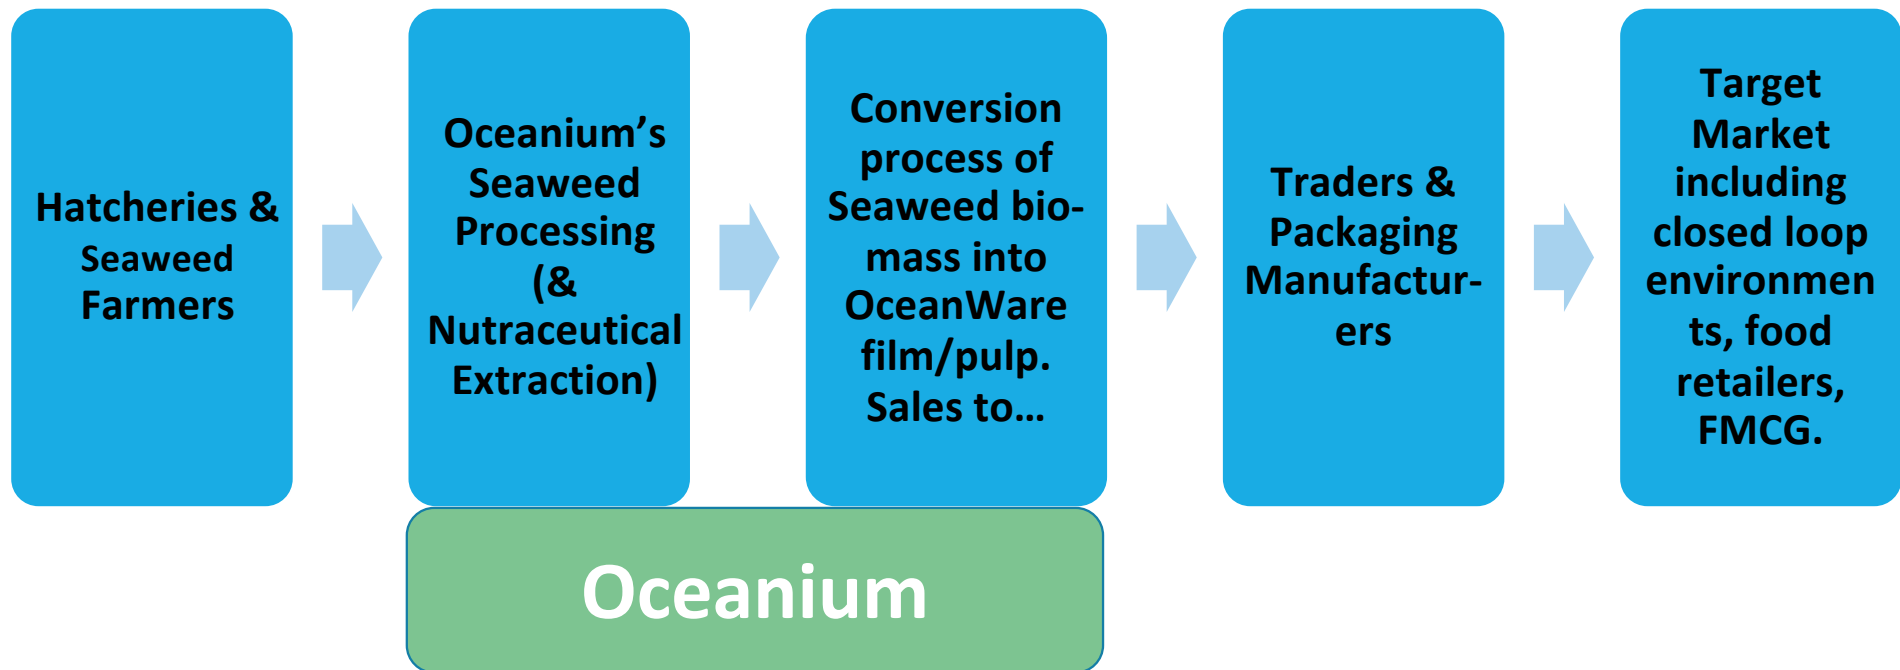 Hatcheries &
Seaweed
Farmers
Oceanium’s
Seaweed
Processing
(&
Nutraceutical
Extraction)
Conversion
process of
Seaweed bio-
mass into
OceanWare
film/pulp.
Sales to…
Traders &
Packaging
Manufactur-
ers
Target
Market
including
closed loop
environmen
ts, food
retailers,
FMCG.
Oceanium